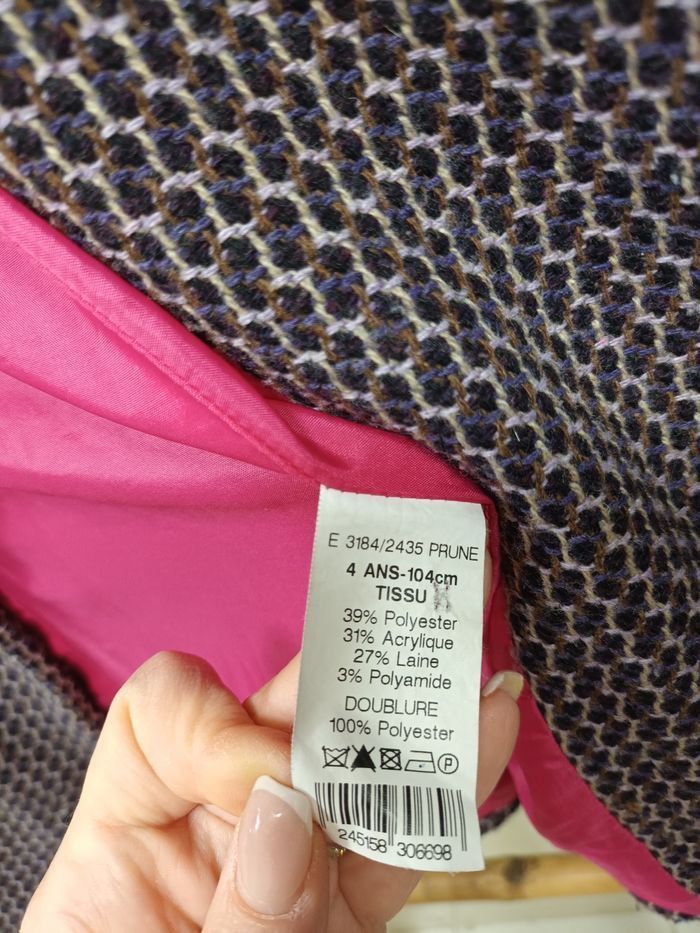 E 3184/2435 PRUNE
4 ANS-104cm
TISSU
39% Polyester
31% Acrylique
27% Laine
3% Polyamide
DOUBLURE
100% Polyester
P
245158 306698